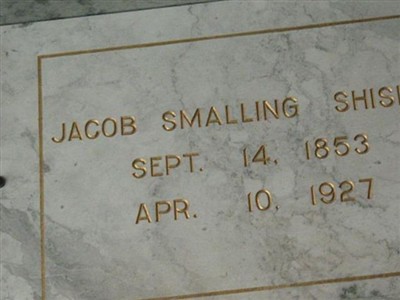 JACOB SMALLING
SEPT. 14, 1853
APR. 10, 1927